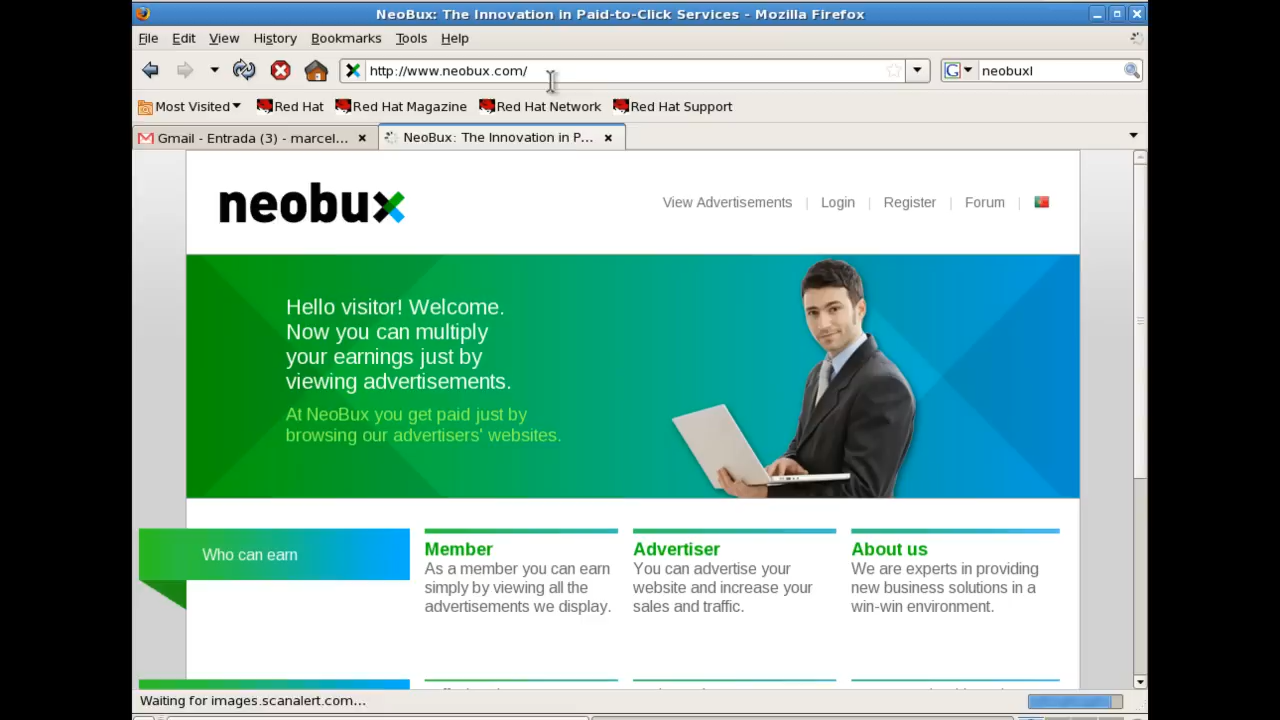 NeoBux: The Innovation in Paid-to-Click Services - Mozilla Firefox
File Edit View History Bookmarks Tools Help
http://www.neobux.com/ neobuxl
Most Visited Red Hat Red Hat Magazine Red Hat Network Red Hat Support
Gmail - Entrada (3) - marcel... NeoBux: The Innovation in P...
neobux
View Advertisements | Login | Register | Forum |
Hello visitor! Welcome.
Now you can multiply
your earnings just by
viewing advertisements.
At NeoBux you get paid just by
browsing our advertisers' websites.
Who can earn
Member
As a member you can earn
simply by viewing all the
advertisements we display.
Advertiser
You can advertise your
website and increase your
sales and traffic.
About us
We are experts in providing
new business solutions in a
win-win environment.
Waiting for images.scanalert.com...